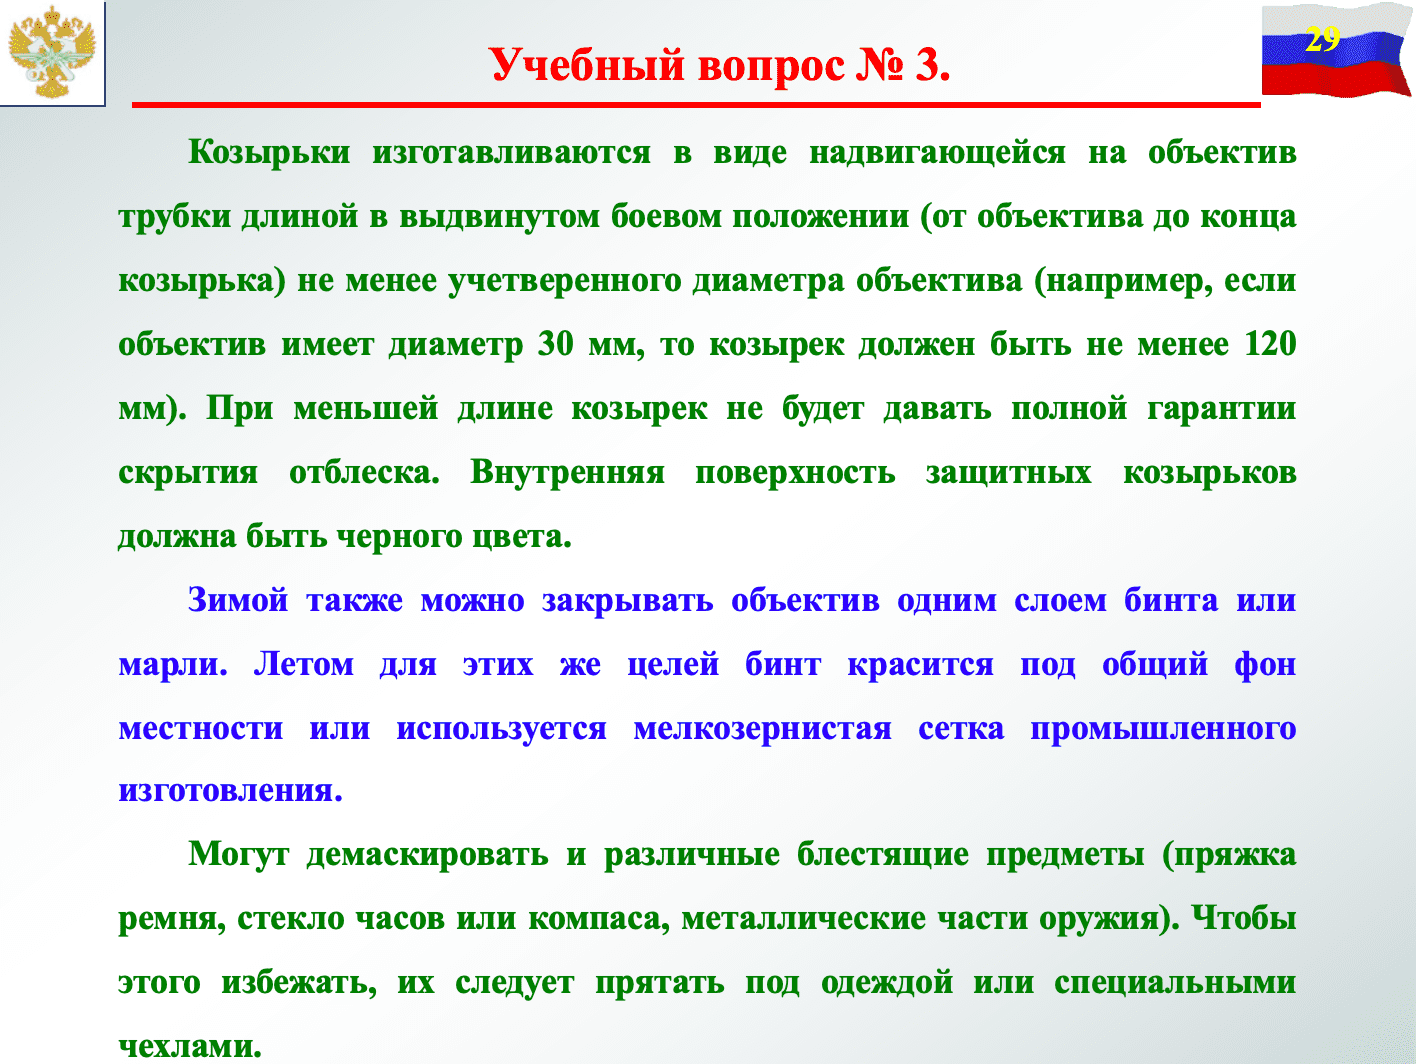 29
Учебный вопрос № 3.
Козырьки изготавливаются в виде надвигающейся на объектив
трубки длиной в выдвинутом боевом положении (от объектива до конца
козырька) не менее учетверенного диаметра объектива (например, если
объектив имеет диаметр 30 мм, то козырек должен быть не менее 120
мм). При меньшей длине козырек не будет давать полной гарантии
скрытия отблеска. Внутренняя поверхность защитных козырьков
должна быть черного цвета.
Зимой также можно закрывать объектив одним слоем бинта или
марли. Летом для этих же целей бинт красится под общий фон
местности или используется мелкозернистая сетка промышленного
изготовления.
Могут демаскировать и различные блестящие предметы (пряжка
ремня, стекло часов или компаса, металлические части оружия). Чтобы
этого избежать, их следует прятать под одеждой или специальными
чехлами.